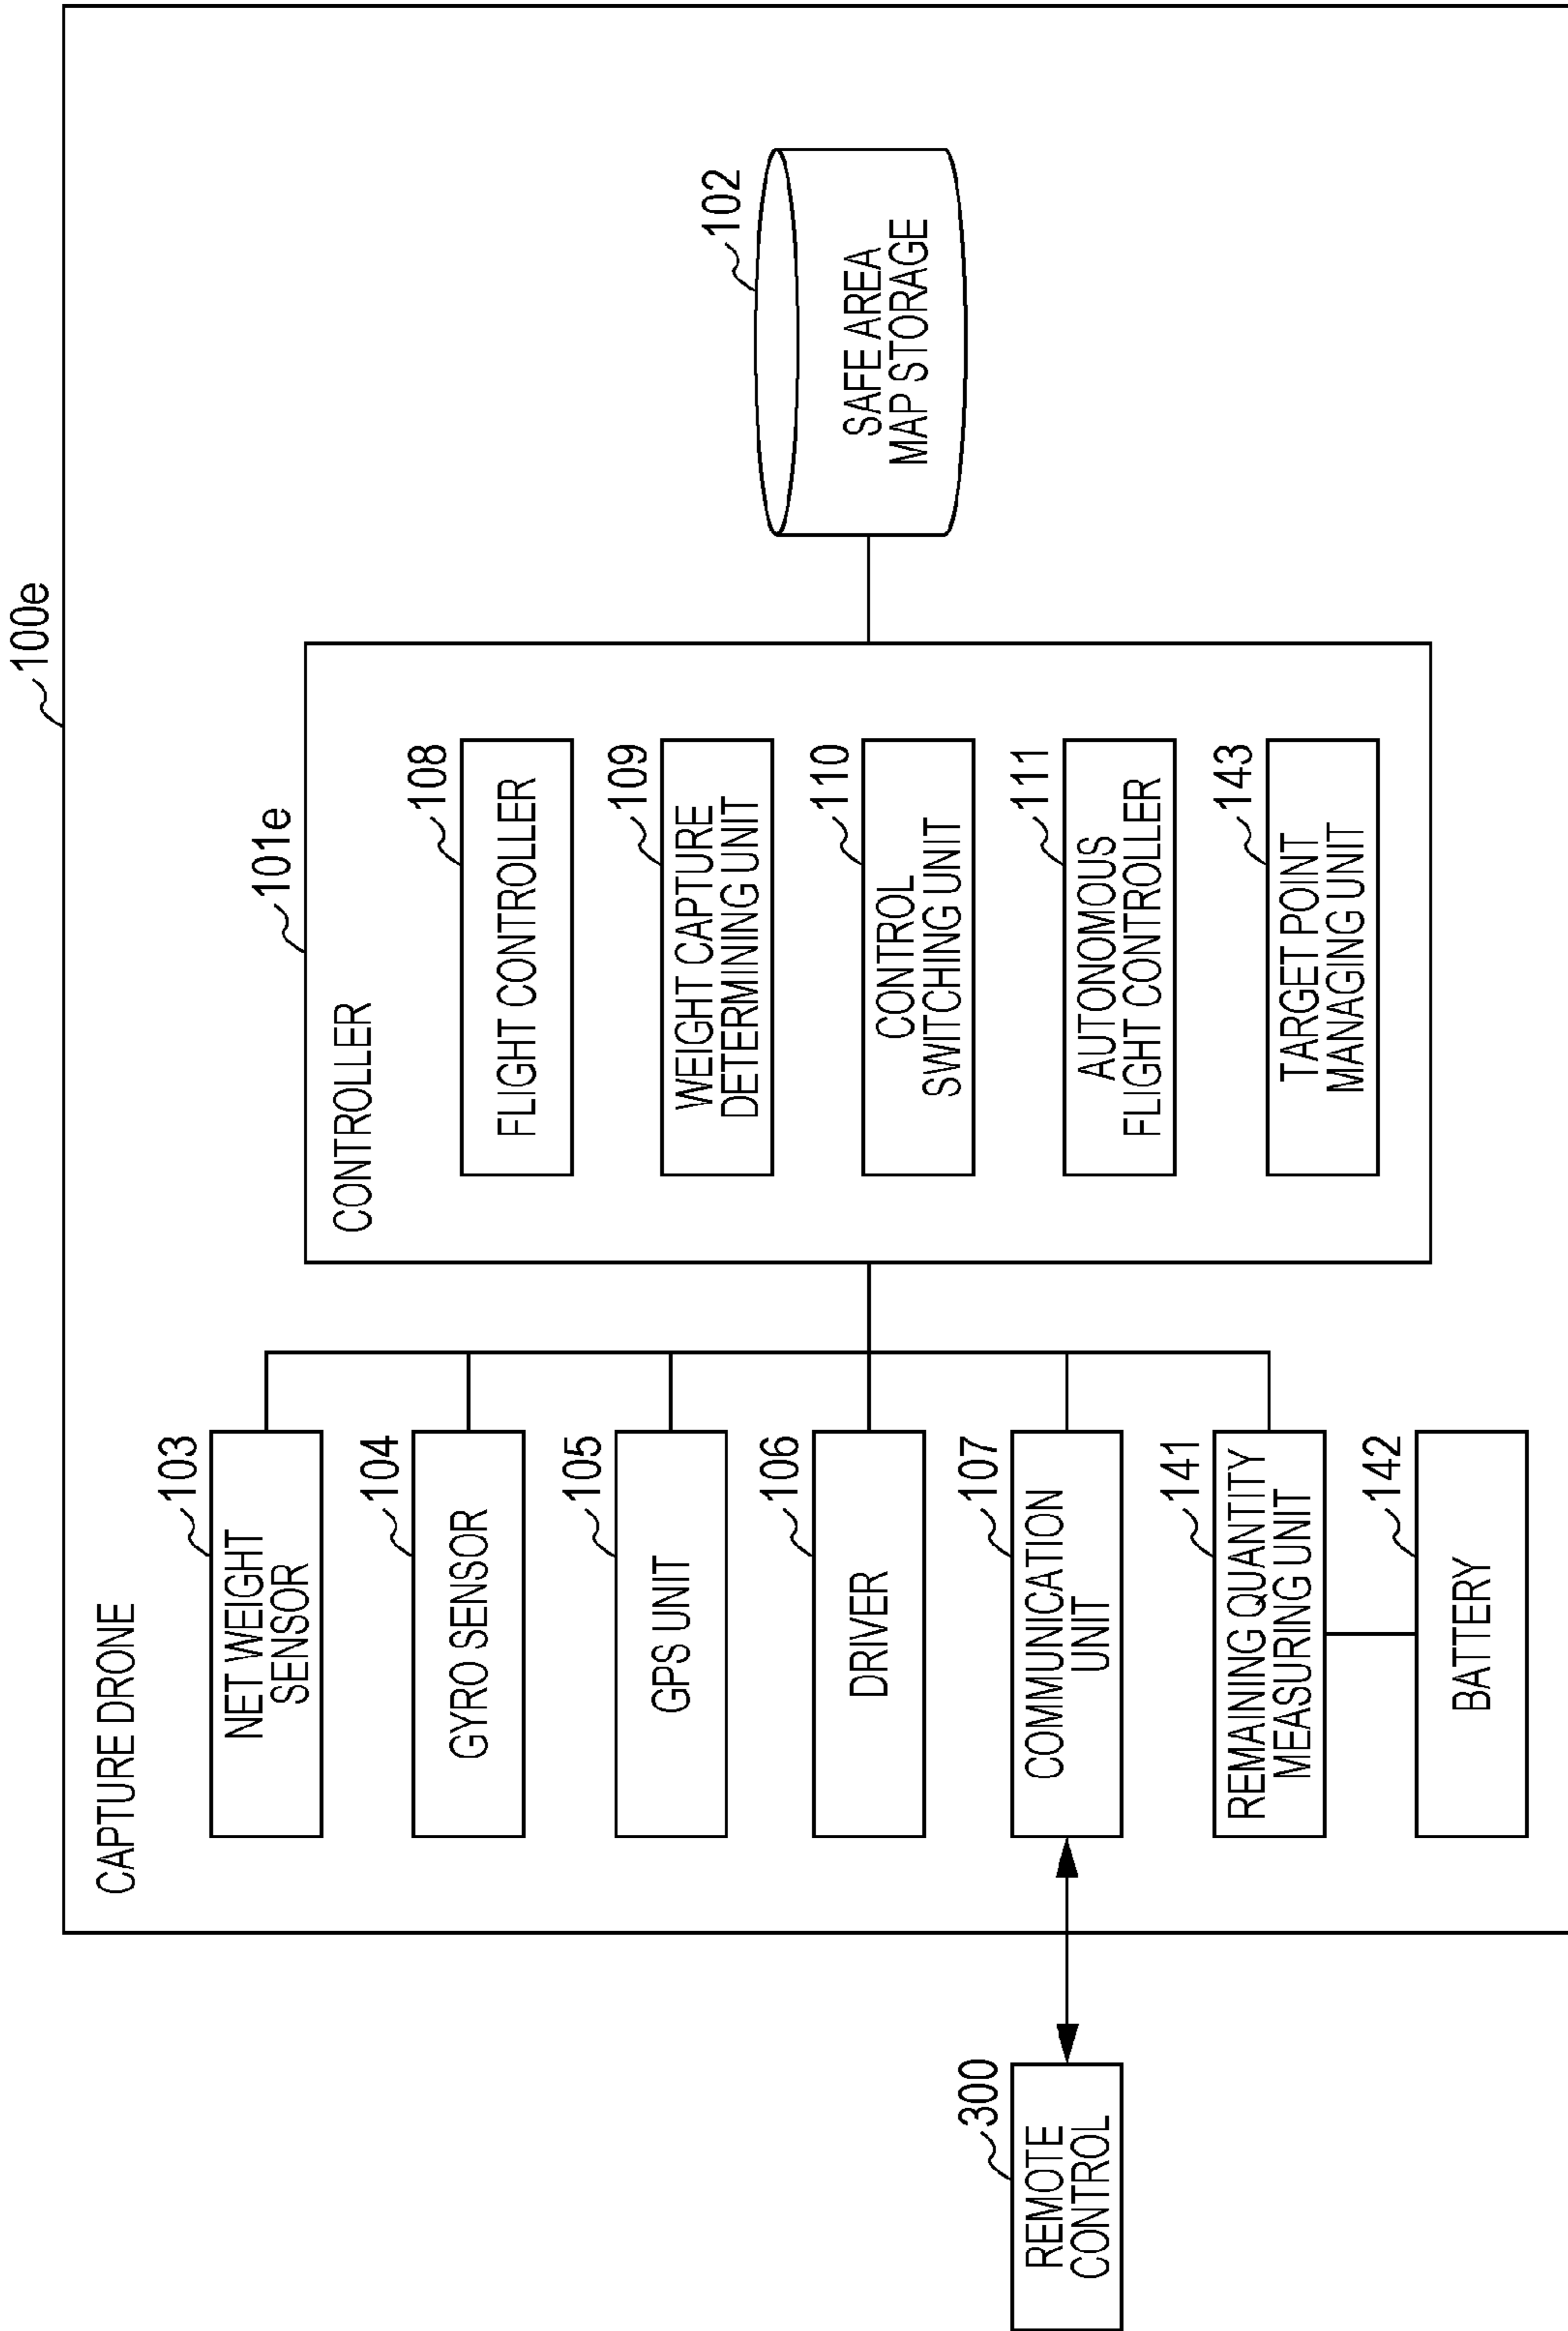 100e
CAPTURE DRONE
103
NET WEIGHT
SENSOR
104
GYRO SENSOR
105
GPS UNIT
106
DRIVER
107
COMMUNICATION
UNIT
141
REMAINING QUANTITY
MEASURING UNIT
142
BATTERY
300
REMOTE
CONTROL
101e
CONTROLLER
108
FLIGHT CONTROLLER
109
WEIGHT CAPTURE
DETERMINING UNIT
110
CONTROL
SWITCHING UNIT
111
AUTONOMOUS
FLIGHT CONTROLLER
143
TARGET POINT
MANAGING UNIT
102
SAFE AREA
MAP STORAGE